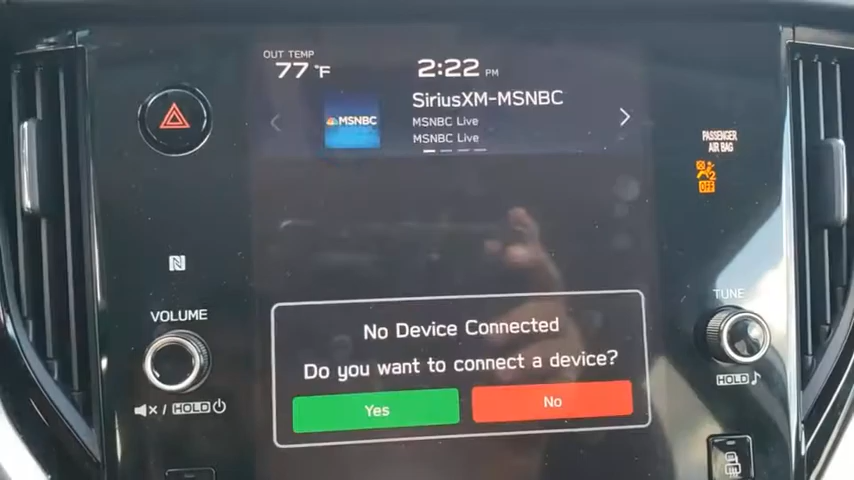 OUT TEMP
77 °F
2:22 PM
SiriusXM-MSNBC
MSNBC
MSNBC Live
MSNBC Live
PASSENGER
AIR BAG
2
OFF
N
VOLUME
TUNE
No Device Connected
Do you want to connect a device?
Yes
No
/ HOLD
HOLD